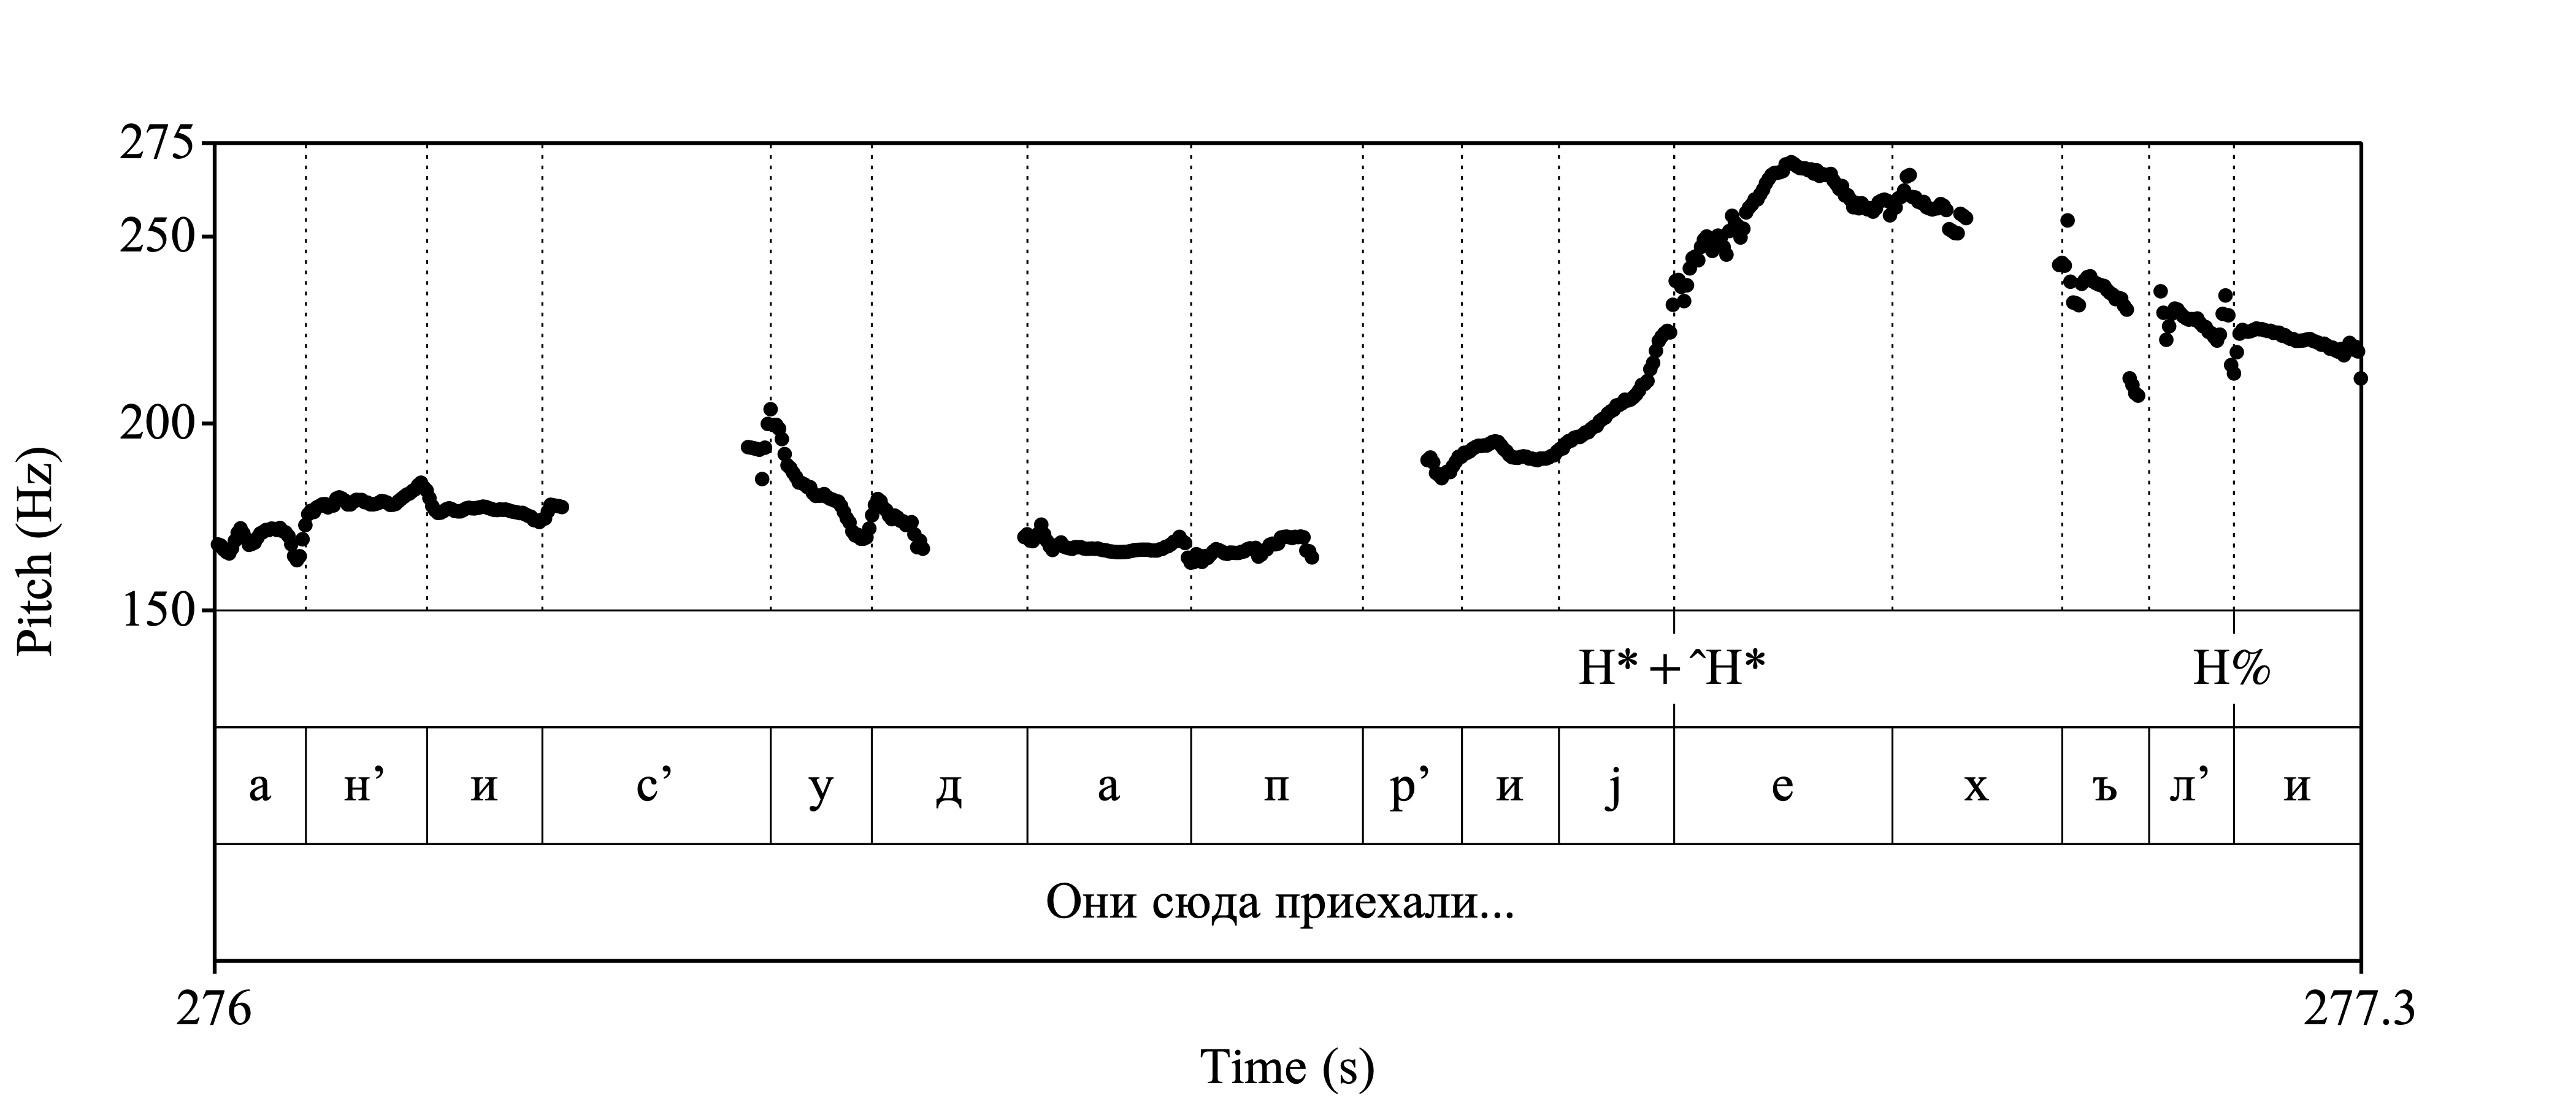 275
250
200
150
Pitch (Hz)
H* + ^H* H%
а н’ и с’ у д а п р’ и j е х ъ л’ и
Они сюда приехали...
276 277.3
Time (s)